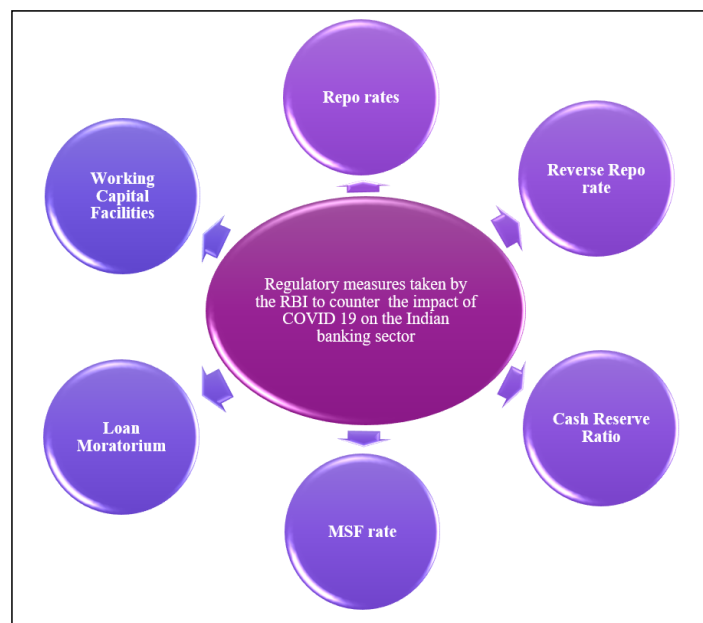 Repo rates
Reverse Repo
rate
Cash Reserve
Ratio
MSF rate
Loan
Moratorium
Working
Capital
Facilities
Regulatory measures taken by
the RBI to counter  the impact of
COVID 19 on the Indian
banking sector